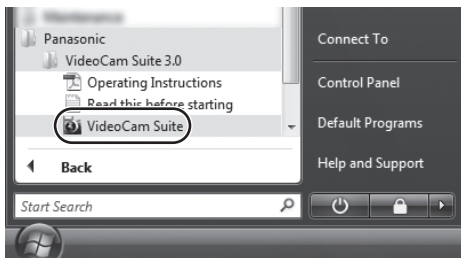 Maintenance
Panasonic
VideoCam Suite 3.0
Operating Instructions
Read this before starting
VideoCam Suite
Back
Start Search
Connect To
Control Panel
Default Programs
Help and Support